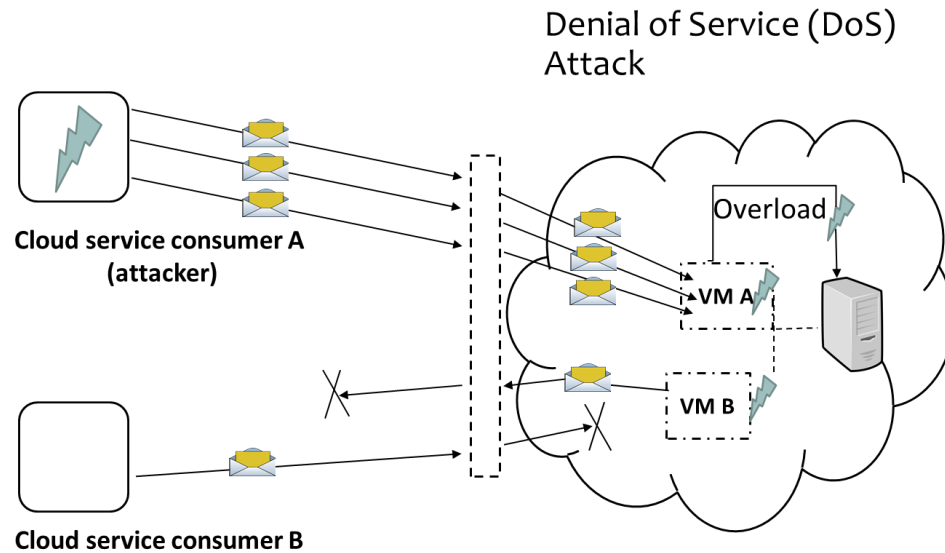 Denial of Service (DoS)
Attack
Cloud service consumer A
(attacker)
Overload
VM A
VM B
Cloud service consumer B